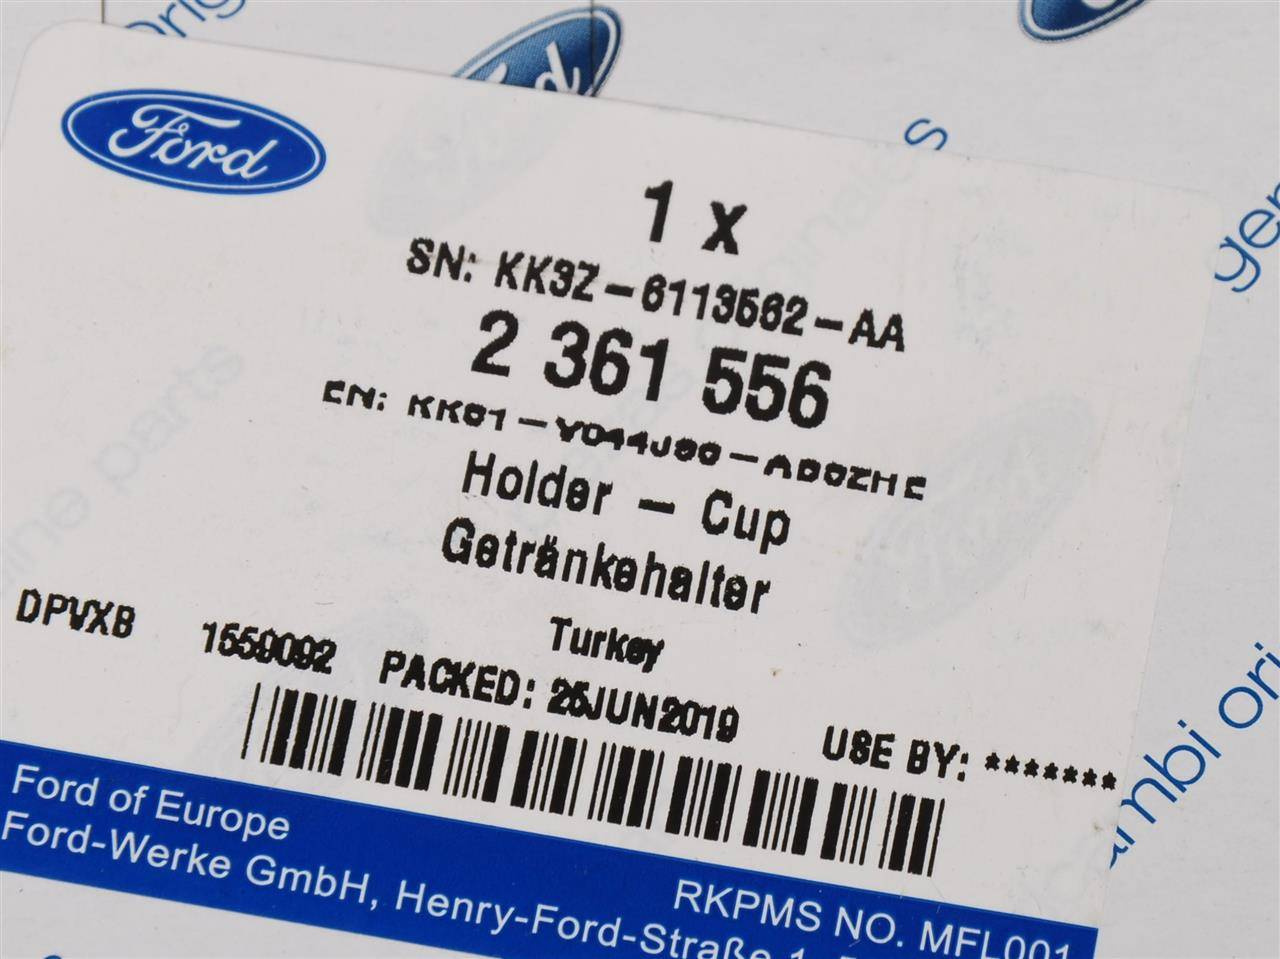 Ford
1 x
SN: KK3Z-6113562-AA
2 361 556
Holder - Cup
Getränkehalter
Turkey
DPVXB 1559092 PACKED: 25JUN2019 USE BY: *******
Ford of Europe
Ford-Werke GmbH, Henry-Ford-Straße 1,
RKPMS NO. MFL001